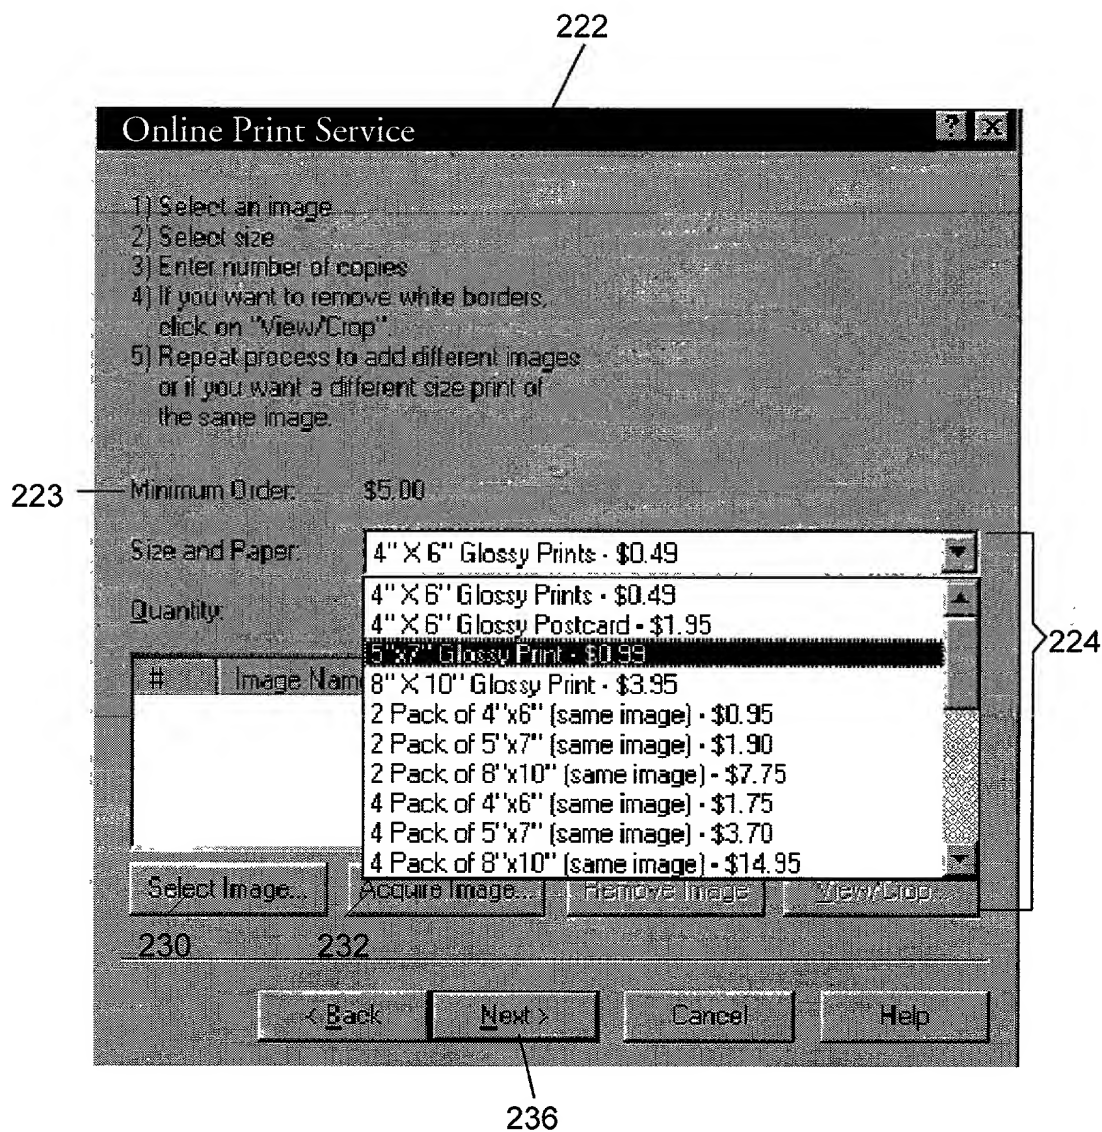 222
Online Print Service
1) Select an image
2) Select size
3) Enter number of copies
4) If you want to remove white borders,
click on "View/Crop".
5) Repeat process to add different images
or if you want a different size print of
the same image.
223
Minimum Order: $5.00
Size and Paper: 4" X 6" Glossy Prints - $0.49
4" X 6" Glossy Prints - $0.49
Quantity:
4" X 6" Glossy Postcard - $1.95
224
5"x7" Glossy Print - $0.99
# Image Nam
8" X 10" Glossy Print - $3.95
2 Pack of 4"x6" (same image) - $0.95
2 Pack of 5"x7" (same image) - $1.90
2 Pack of 8"x10" (same image) - $7.75
4 Pack of 4"x6" (same image) - $1.75
4 Pack of 5"x7" (same image) - $3.70
4 Pack of 8"x10" (same image) - $14.95
Select Image... Acquire Image... Remove Image View/Crop...
230 232
< Back Next > Cancel Help
236